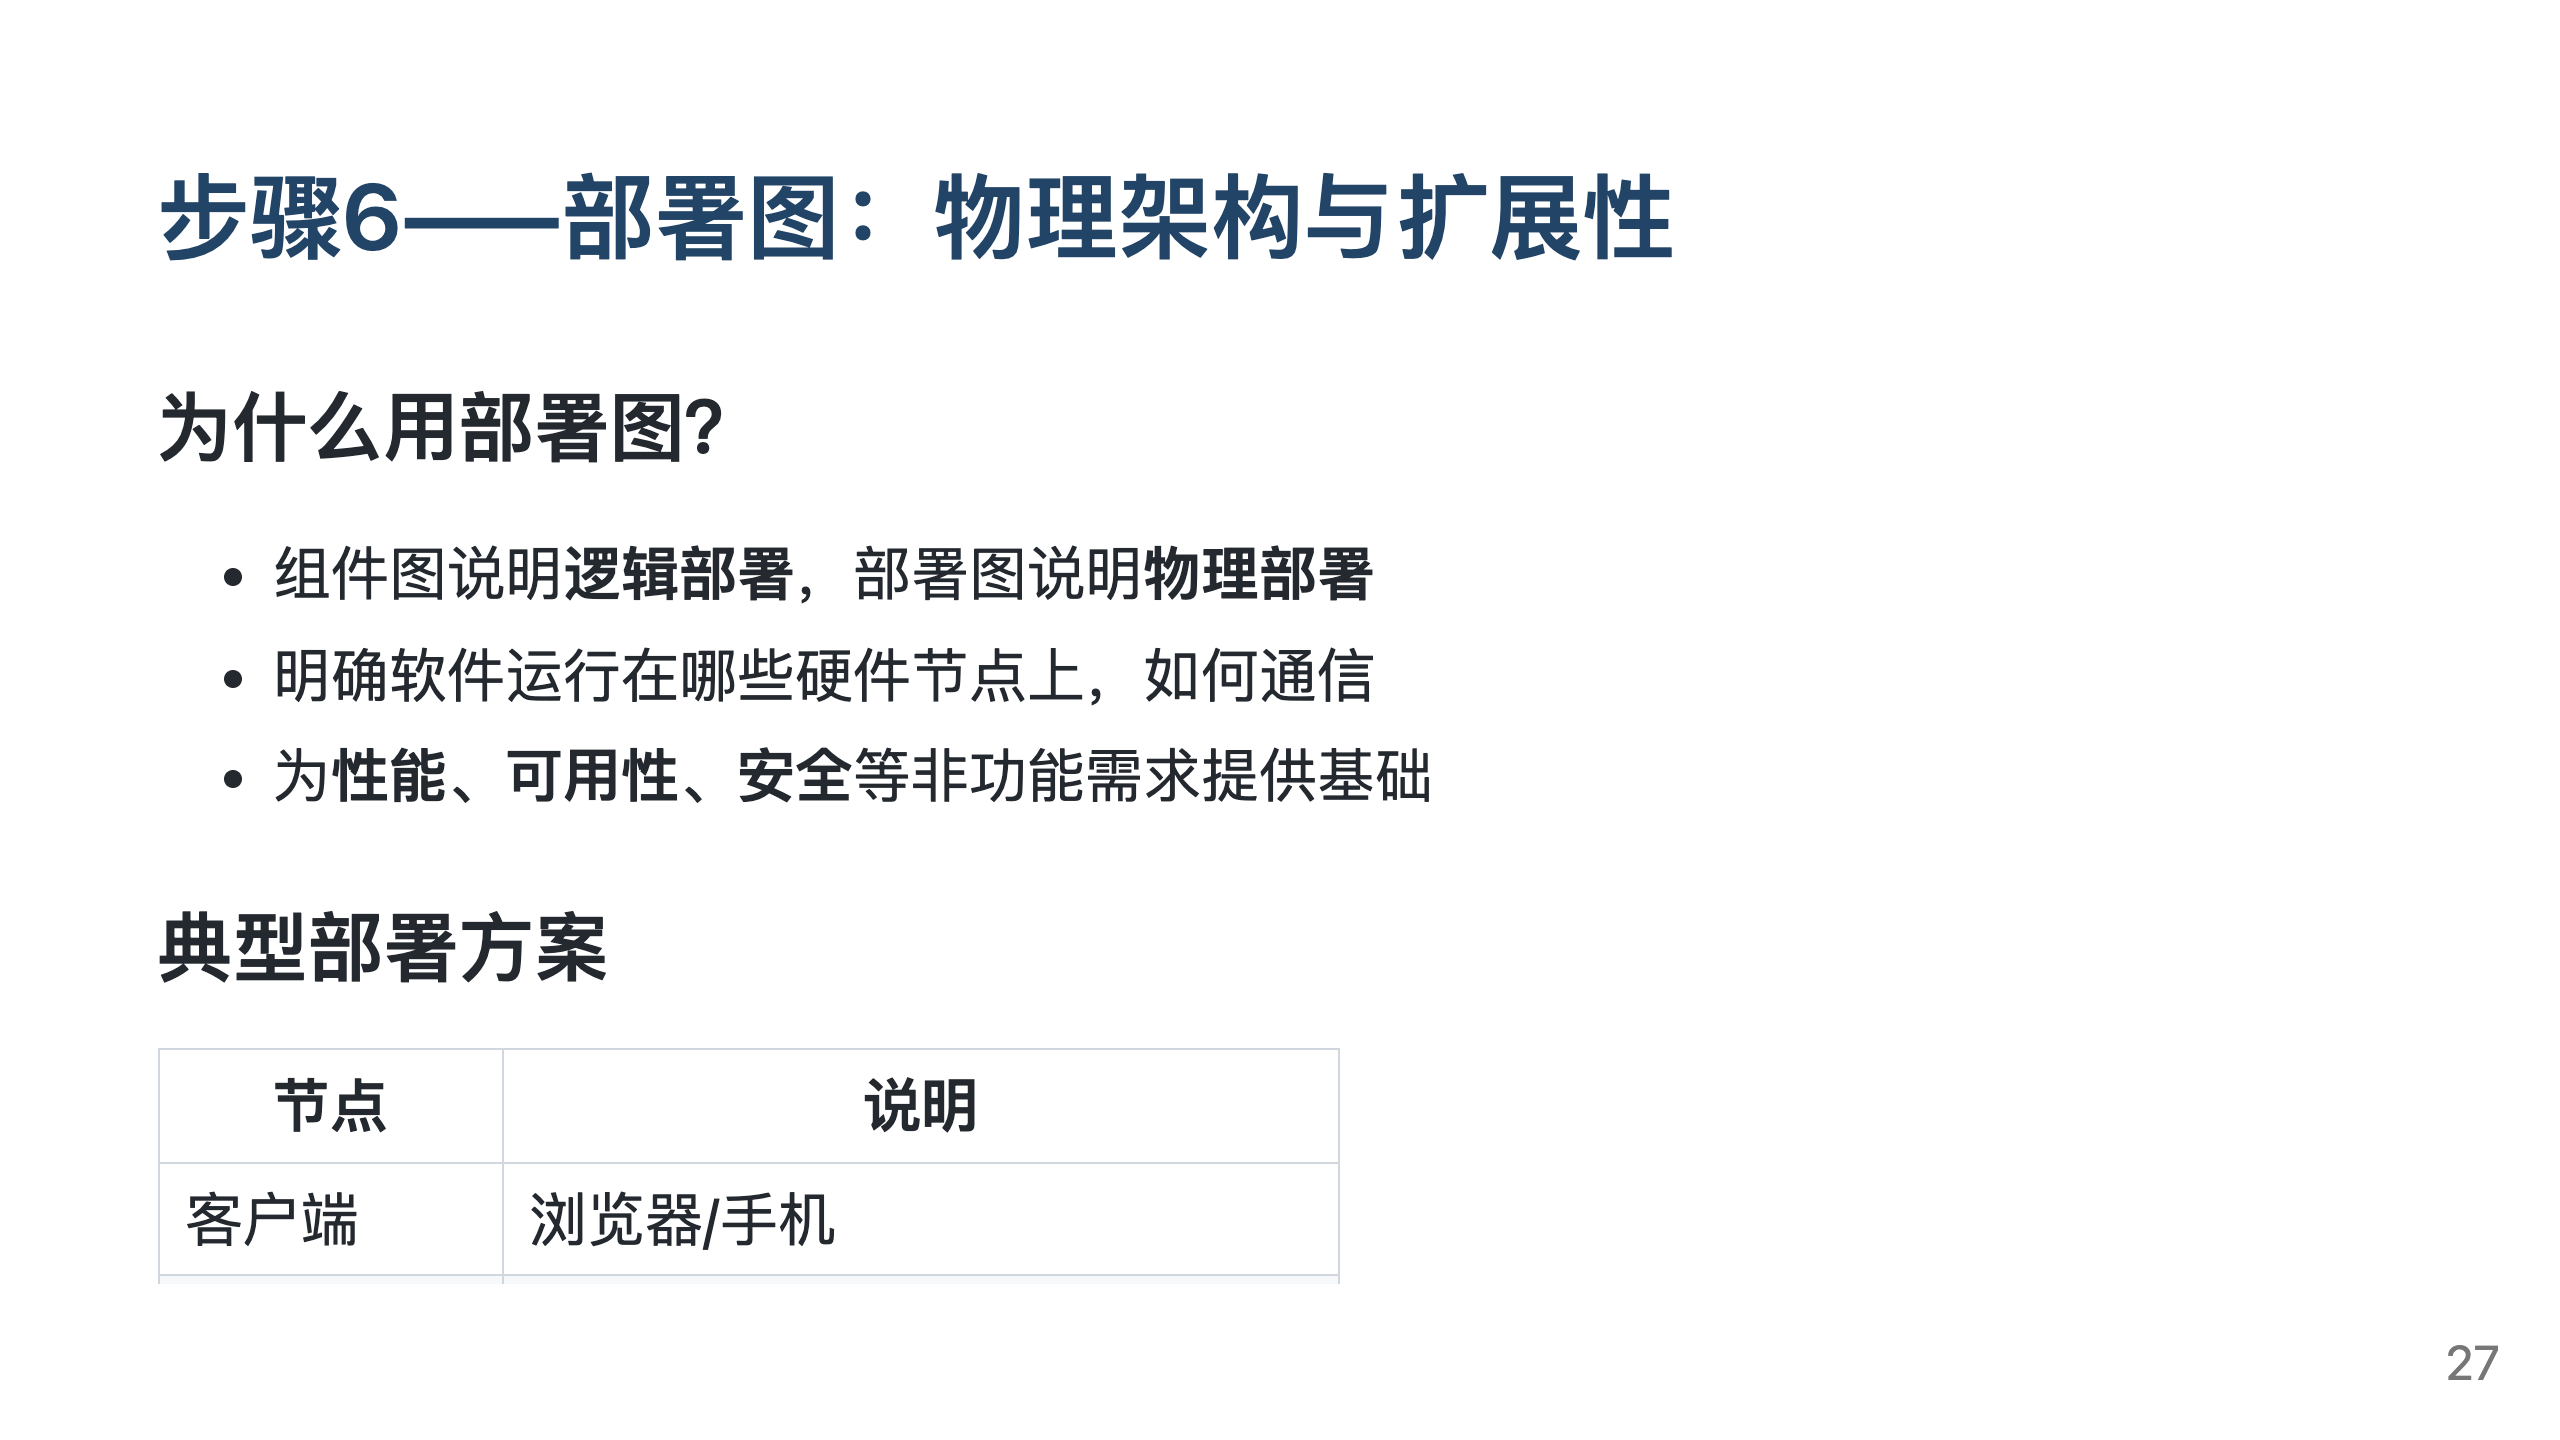 步骤6——部署图：物理架构与扩展性
为什么用部署图?
• 组件图说明逻辑部署，部署图说明物理部署
• 明确软件运行在哪些硬件节点上，如何通信
• 为性能、可用性、安全等非功能需求提供基础
典型部署方案
节点 说明
客户端 浏览器/手机
27